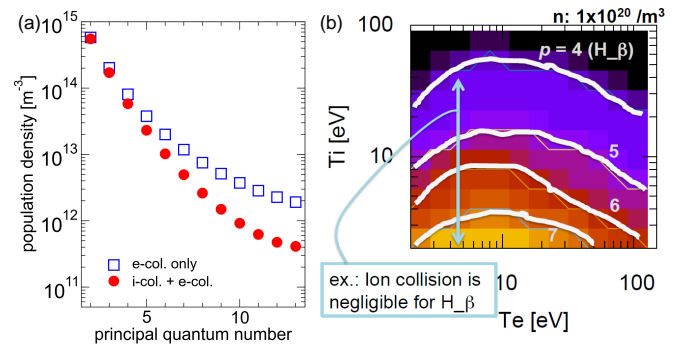 (a)
10^15
10^14
10^13
10^12
10^11
population density [m^-3]
e-col. only
i-col. + e-col.
5
10
principal quantum number
(b)
n: 1x10^20 /m^3
100
10
Ti [eV]
p = 4 (H_β)
5
6
7
10
100
Te [eV]
ex.: Ion collision is
negligible for H_β